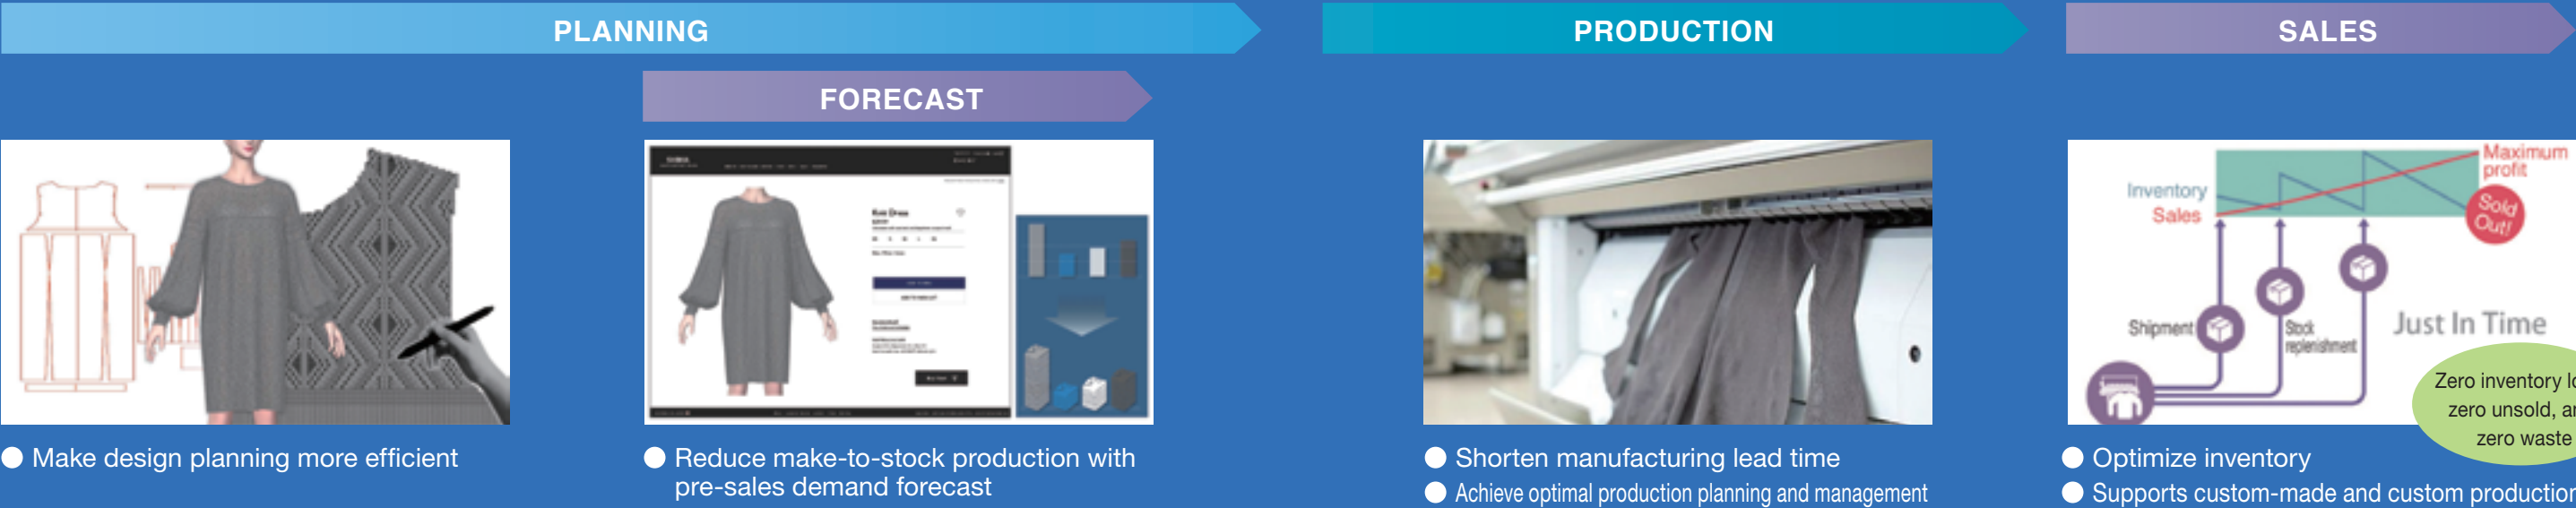 PLANNING
PRODUCTION
SALES
FORECAST
Make design planning more efficient
Knit Dress
Reduce make-to-stock production with
pre-sales demand forecast
Shorten manufacturing lead time
Achieve optimal production planning and management
Maximum
profit
Inventory
Sales
Sold
Out!
Shipment
Stock
replenishment
Just In Time
Zero inventory
zero unsold,
zero waste
Optimize inventory
Supports custom-made and custom production